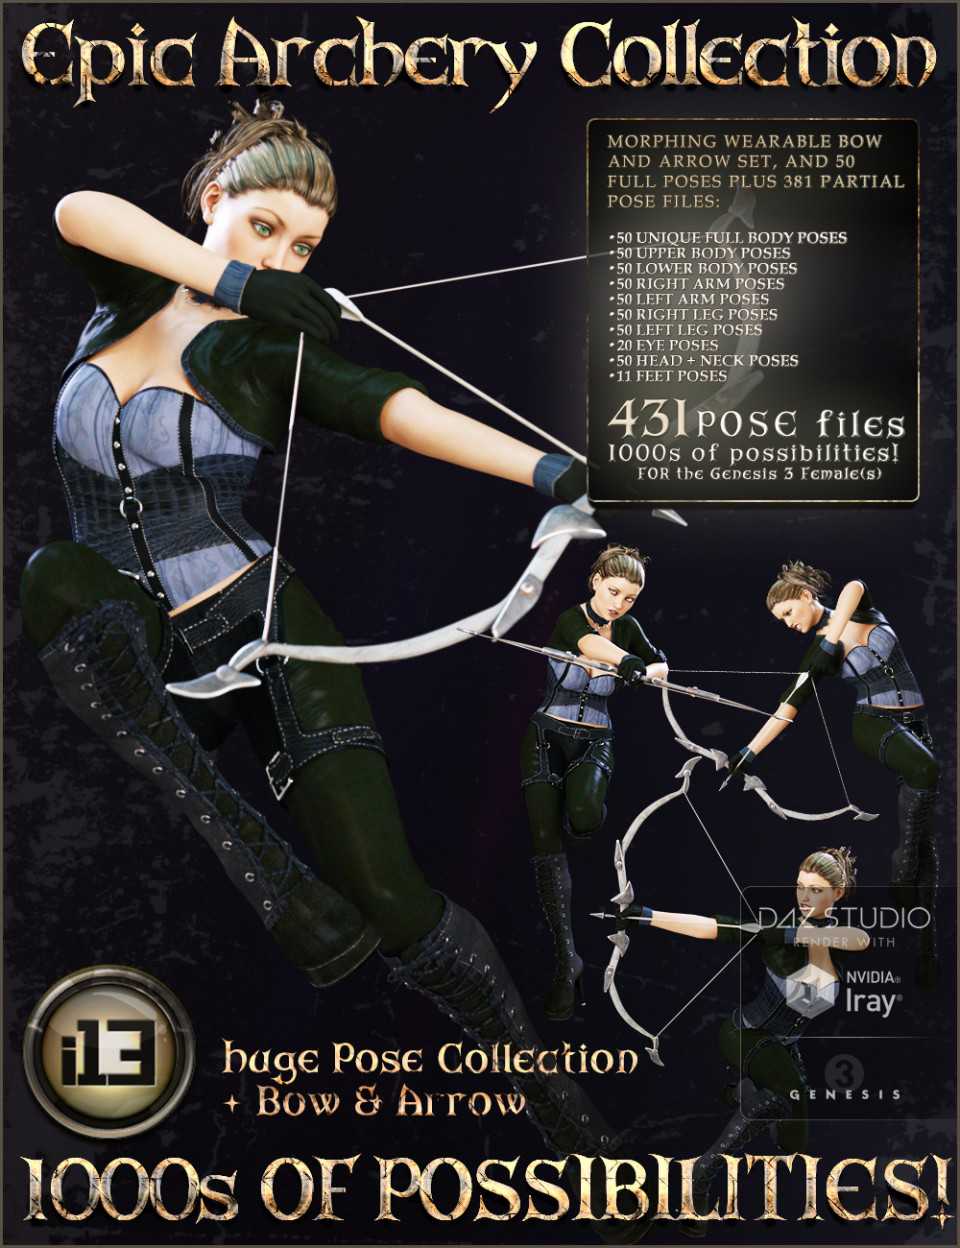 Epic Archery Collection
MORPHING WEARABLE BOW
AND ARROW SET, AND 50
FULL POSES PLUS 381 PARTIAL
POSE FILES:
•50 UNIQUE FULL BODY POSES
•50 UPPER BODY POSES
•50 LOWER BODY POSES
•50 RIGHT ARM POSES
•50 LEFT ARM POSES
•50 RIGHT LEG POSES
•50 LEFT LEG POSES
•20 EYE POSES
•50 HEAD + NECK POSES
•11 FEET POSES
431 POSE files
1000s of possibilities!
FOR the Genesis 3 Female(s)
DAZ STUDIO
RENDER WITH
NVIDIA®
Iray®
3
GENESIS
i13
Huge Pose Collection
+ Bow & Arrow
1000s OF POSSIBILITIES!